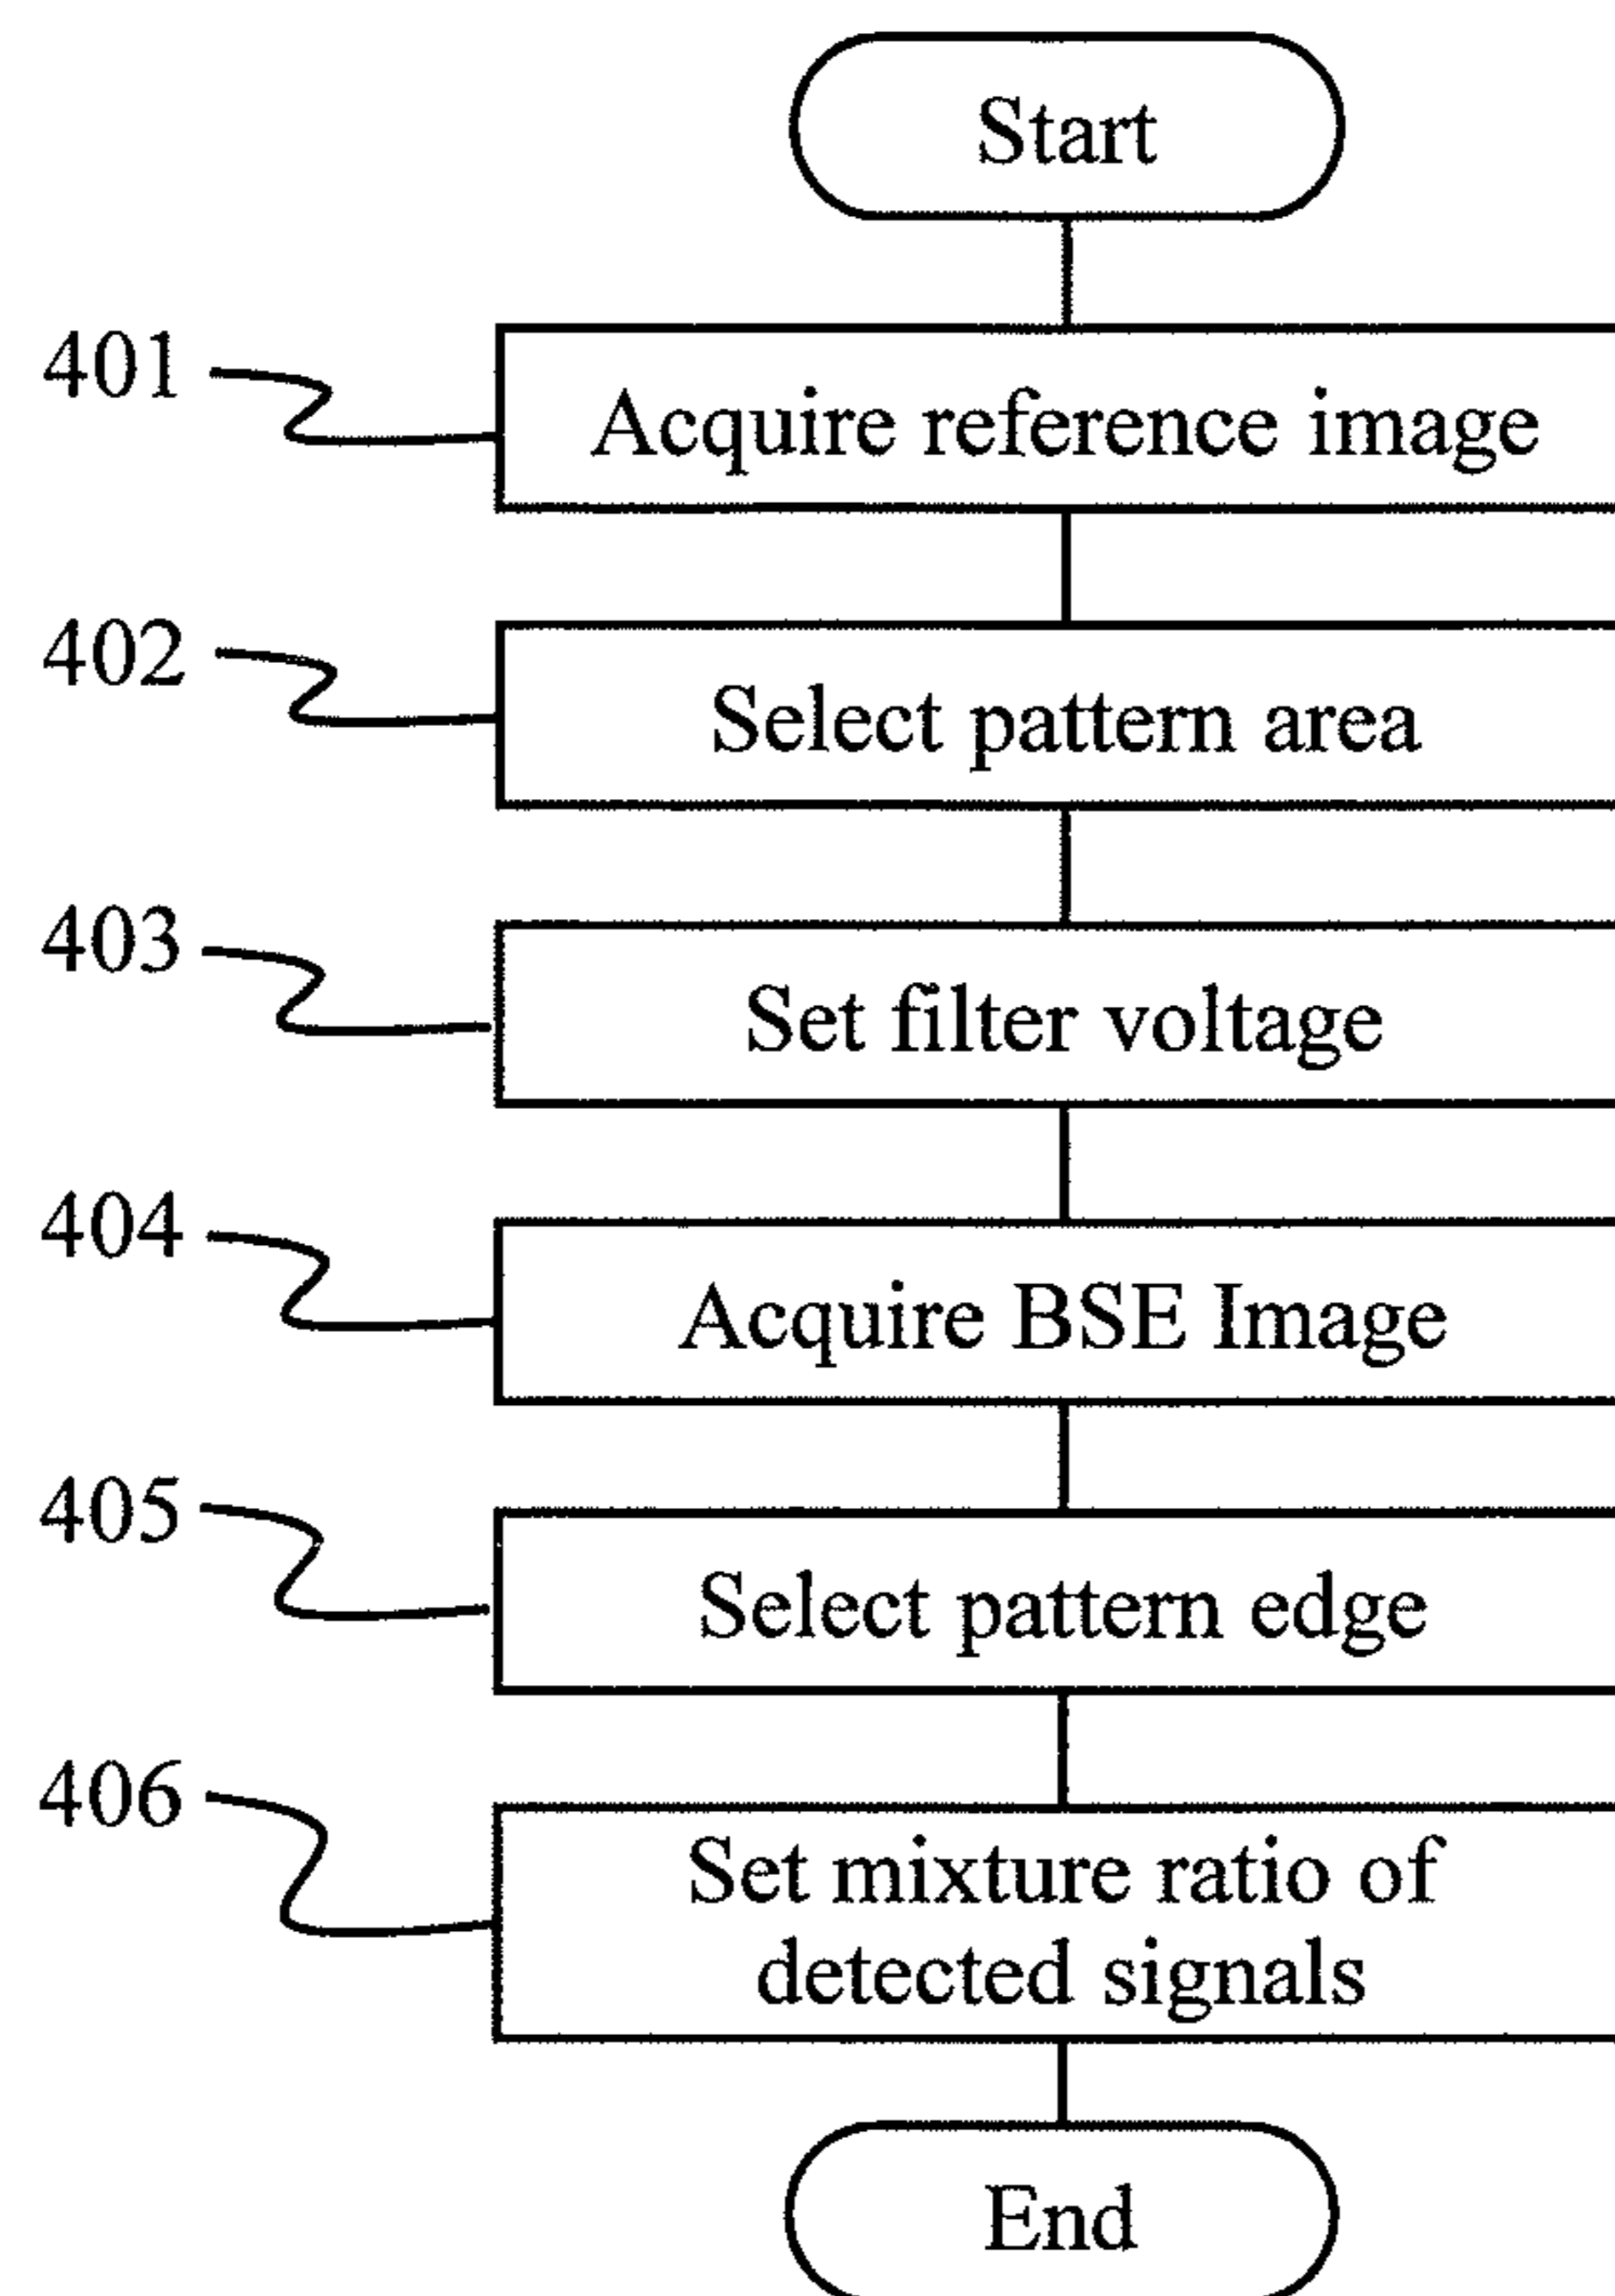 Start
401
Acquire reference image
402
Select pattern area
403
Set filter voltage
404
Acquire BSE Image
405
Select pattern edge
406
Set mixture ratio of
detected signals
End